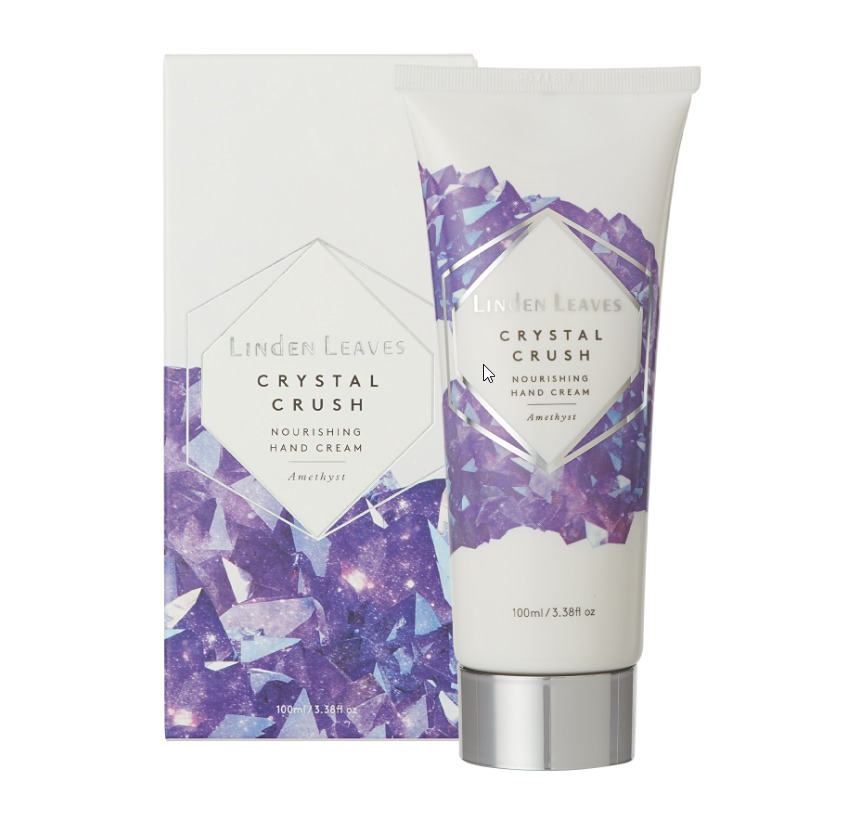 LINDEN LEAVES
CRYSTAL
CRUSH
NOURISHING
HAND CREAM
Amethyst
100ml/3.38fl oz
LINDEN LEAVES
CRYSTAL
CRUSH
NOURISHING
HAND CREAM
Amethyst
100ml/3.38fl oz